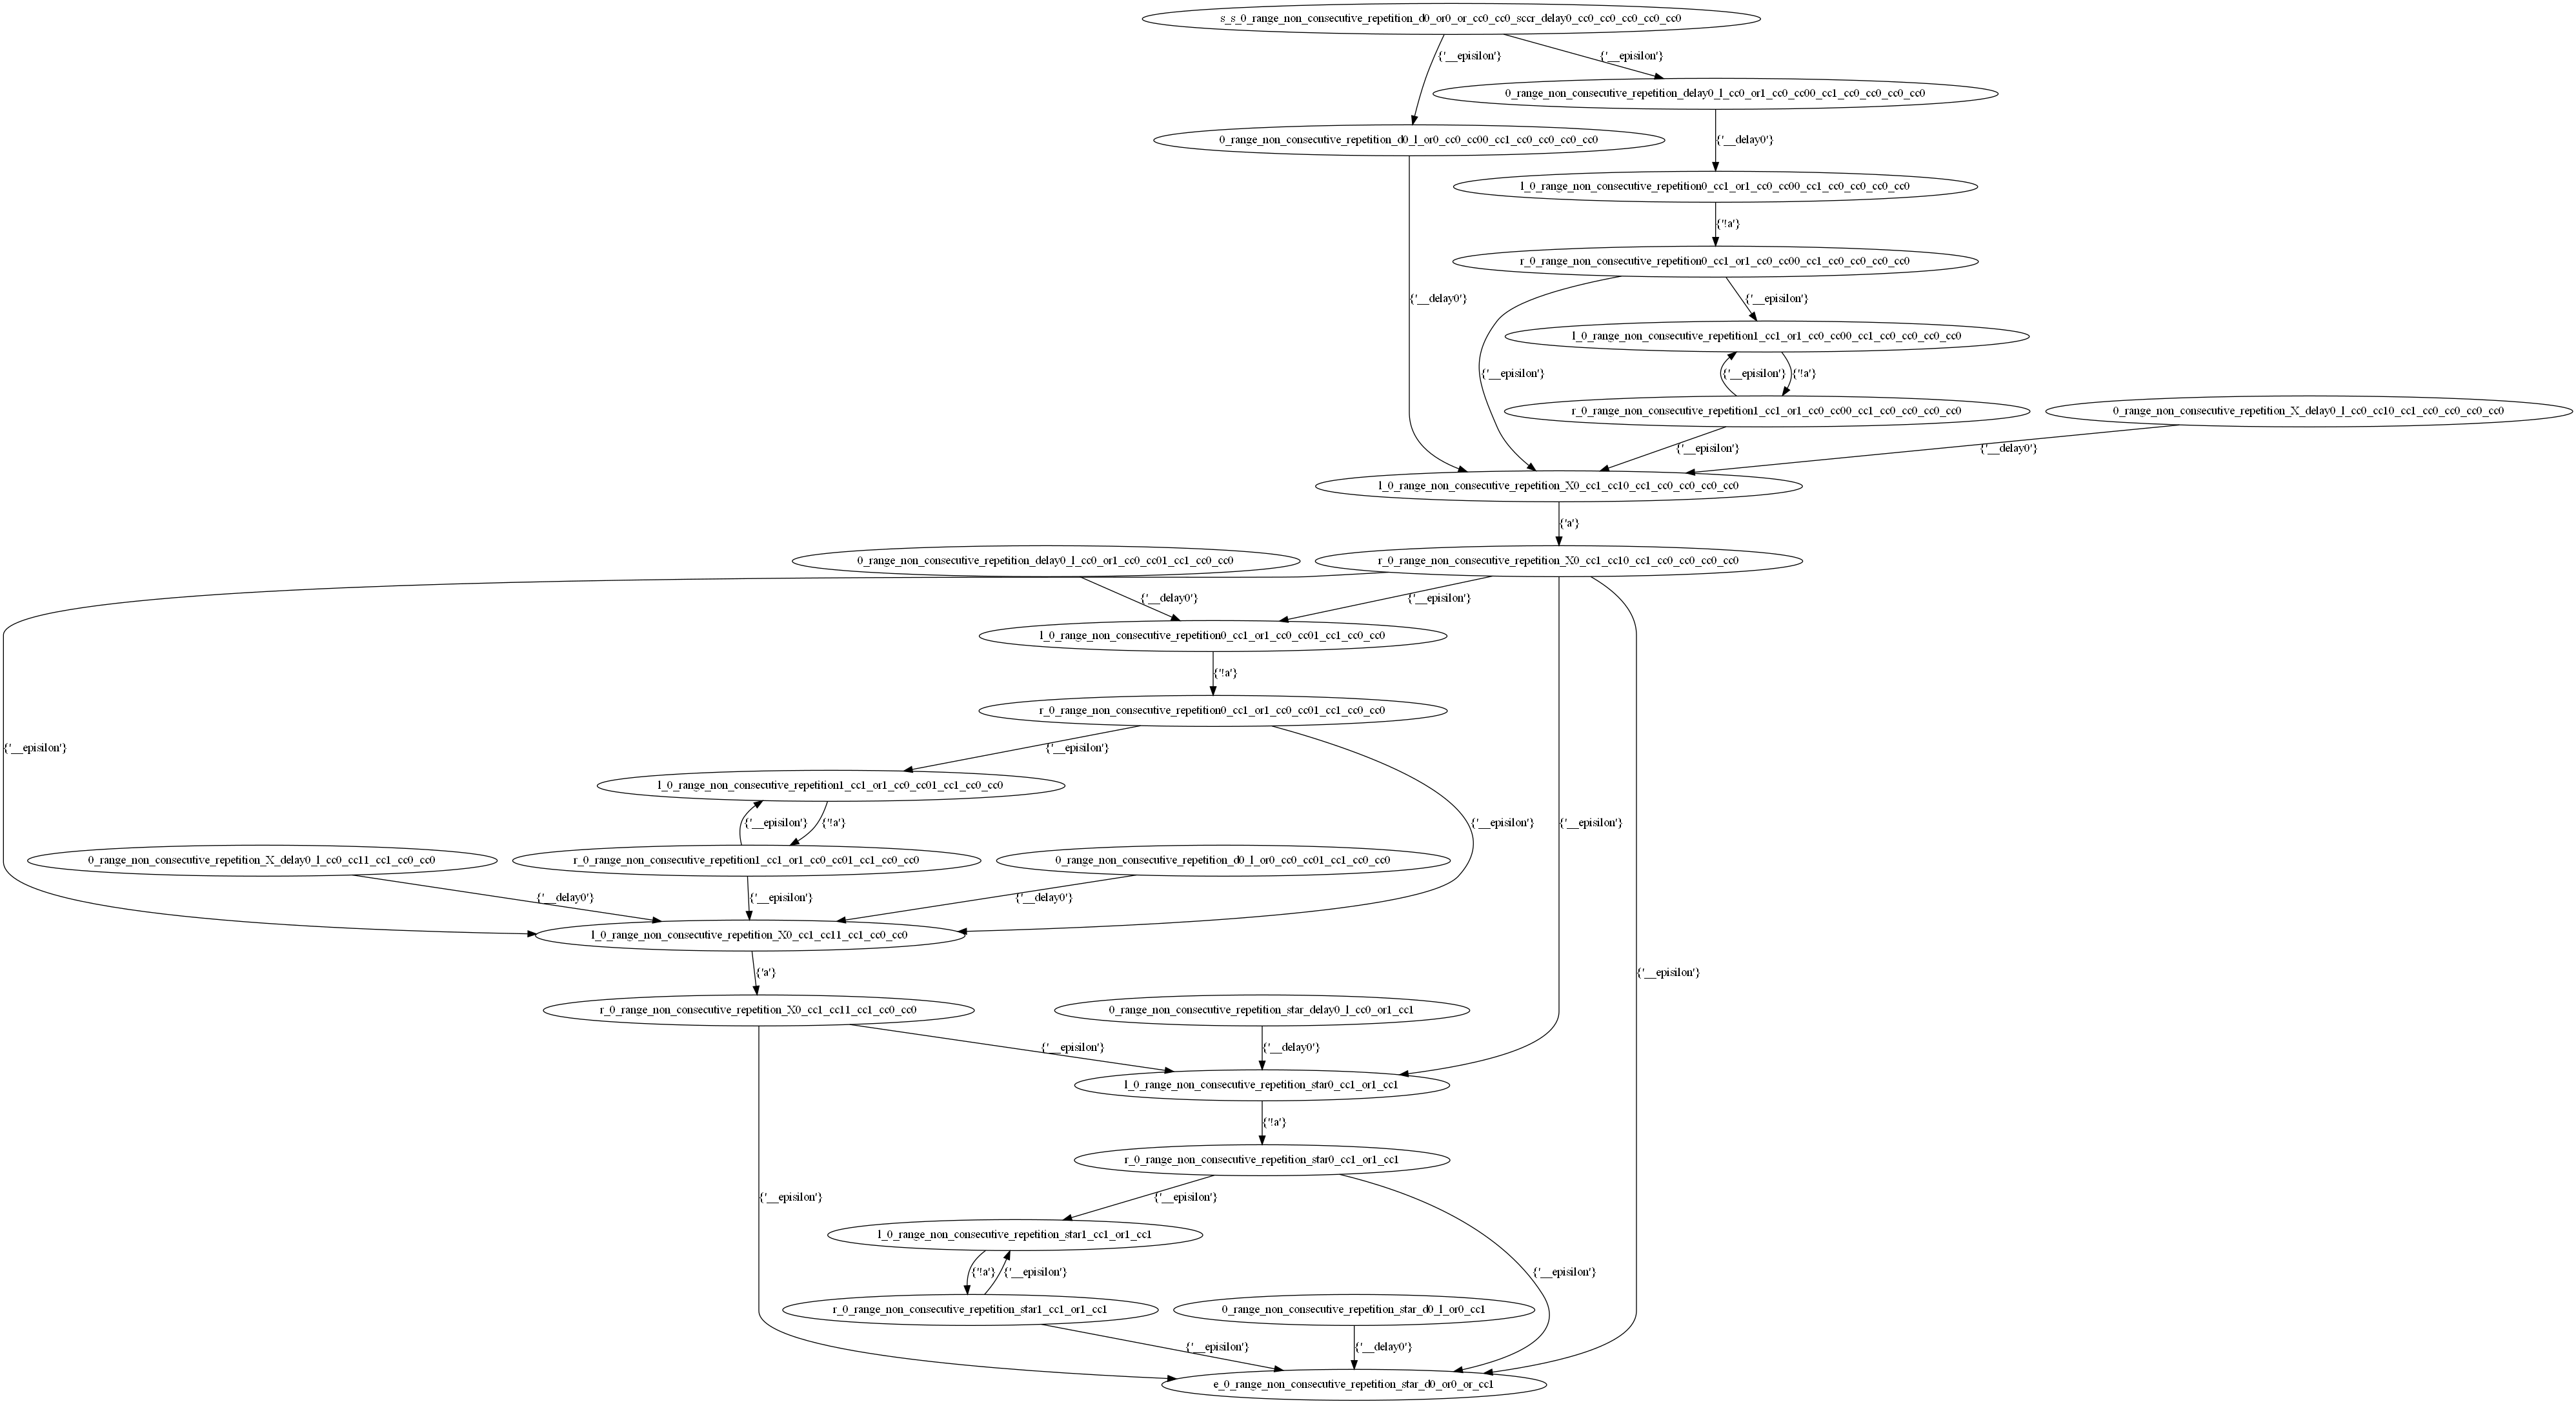 s_s_0_range_non_consecutive_repetition_d0_or0_or_cc0_cc0_sccr_delay0_cc0_cc0_cc0_cc0_cc0
{'__episilon'}
{'__episilon'}
0_range_non_consecutive_repetition_delay0_l_cc0_or1_cc0_cc00_cc1_cc0_cc0_cc0_cc0
0_range_non_consecutive_repetition_d0_l_or0_cc0_cc00_cc1_cc0_cc0_cc0_cc0
{'__delay0'}
l_0_range_non_consecutive_repetition0_cc1_or1_cc0_cc00_cc1_cc0_cc0_cc0_cc0
{'!a'}
r_0_range_non_consecutive_repetition0_cc1_or1_cc0_cc00_cc1_cc0_cc0_cc0_cc0
{'__delay0'}
{'__episilon'}
l_0_range_non_consecutive_repetition1_cc1_or1_cc0_cc00_cc1_cc0_cc0_cc0_cc0
{'__episilon'}
{'__episilon'}
{'!a'}
r_0_range_non_consecutive_repetition1_cc1_or1_cc0_cc00_cc1_cc0_cc0_cc0_cc0
0_range_non_consecutive_repetition_X_delay0_l_cc0_cc10_cc1_cc0_cc0_cc0_cc0
{'__episilon'}
{'__delay0'}
l_0_range_non_consecutive_repetition_X0_cc1_cc10_cc1_cc0_cc0_cc0_cc0
{'a'}
0_range_non_consecutive_repetition_delay0_l_cc0_or1_cc0_cc01_cc1_cc0_cc0
r_0_range_non_consecutive_repetition_X0_cc1_cc10_cc1_cc0_cc0_cc0_cc0
{'__delay0'}
{'__episilon'}
l_0_range_non_consecutive_repetition0_cc1_or1_cc0_cc01_cc1_cc0_cc0
{'!a'}
r_0_range_non_consecutive_repetition0_cc1_or1_cc0_cc01_cc1_cc0_cc0
{'__episilon'}
{'__episilon'}
l_0_range_non_consecutive_repetition1_cc1_or1_cc0_cc01_cc1_cc0_cc0
{'__episilon'}
{'!a'}
{'__episilon'}
{'__episilon'}
0_range_non_consecutive_repetition_X_delay0_l_cc0_cc11_cc1_cc0_cc0
r_0_range_non_consecutive_repetition1_cc1_or1_cc0_cc01_cc1_cc0_cc0
0_range_non_consecutive_repetition_d0_l_or0_cc0_cc01_cc1_cc0_cc0
{'__delay0'}
{'__episilon'}
{'__delay0'}
l_0_range_non_consecutive_repetition_X0_cc1_cc11_cc1_cc0_cc0
{'a'}
{'__episilon'}
r_0_range_non_consecutive_repetition_X0_cc1_cc11_cc1_cc0_cc0
0_range_non_consecutive_repetition_star_delay0_l_cc0_or1_cc1
{'__episilon'}
{'__delay0'}
l_0_range_non_consecutive_repetition_star0_cc1_or1_cc1
{'!a'}
r_0_range_non_consecutive_repetition_star0_cc1_or1_cc1
{'__episilon'}
{'__episilon'}
l_0_range_non_consecutive_repetition_star1_cc1_or1_cc1
{'!a'}
{'__episilon'}
{'__episilon'}
r_0_range_non_consecutive_repetition_star1_cc1_or1_cc1
0_range_non_consecutive_repetition_star_d0_l_or0_cc1
{'__episilon'}
{'__delay0'}
e_0_range_non_consecutive_repetition_star_d0_or0_or_cc1